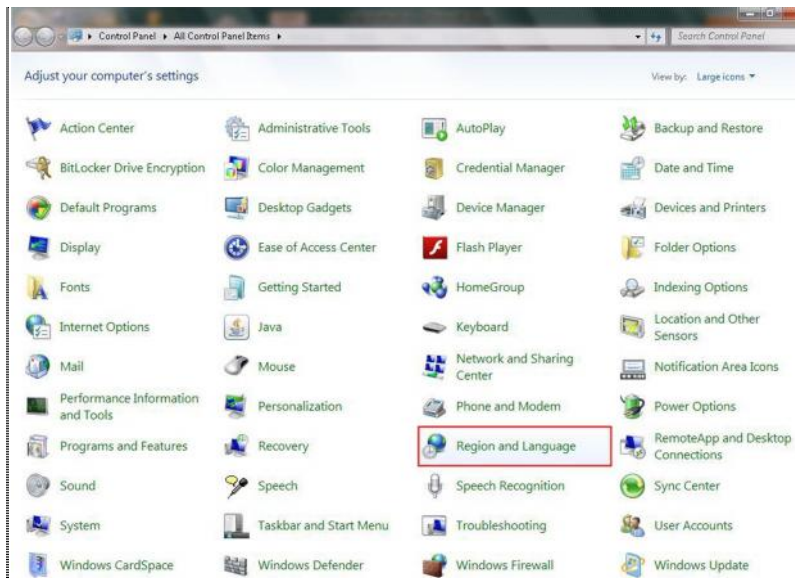 Control Panel ▸ All Control Panel Items ▸ Search Control Panel
Adjust your computer's settings View by: Large icons
Action Center Administrative Tools AutoPlay Backup and Restore
BitLocker Drive Encryption Color Management Credential Manager Date and Time
Default Programs Desktop Gadgets Device Manager Devices and Printers
Display Ease of Access Center Flash Player Folder Options
Fonts Getting Started HomeGroup Indexing Options
Internet Options Java Keyboard Location and Other
Sensors
Mail Mouse Network and Sharing
Center Notification Area Icons
Performance Information
and Tools Personalization Phone and Modem Power Options
Programs and Features Recovery Region and Language RemoteApp and Desktop
Connections
Sound Speech Speech Recognition Sync Center
System Taskbar and Start Menu Troubleshooting User Accounts
Windows CardSpace Windows Defender Windows Firewall Windows Update